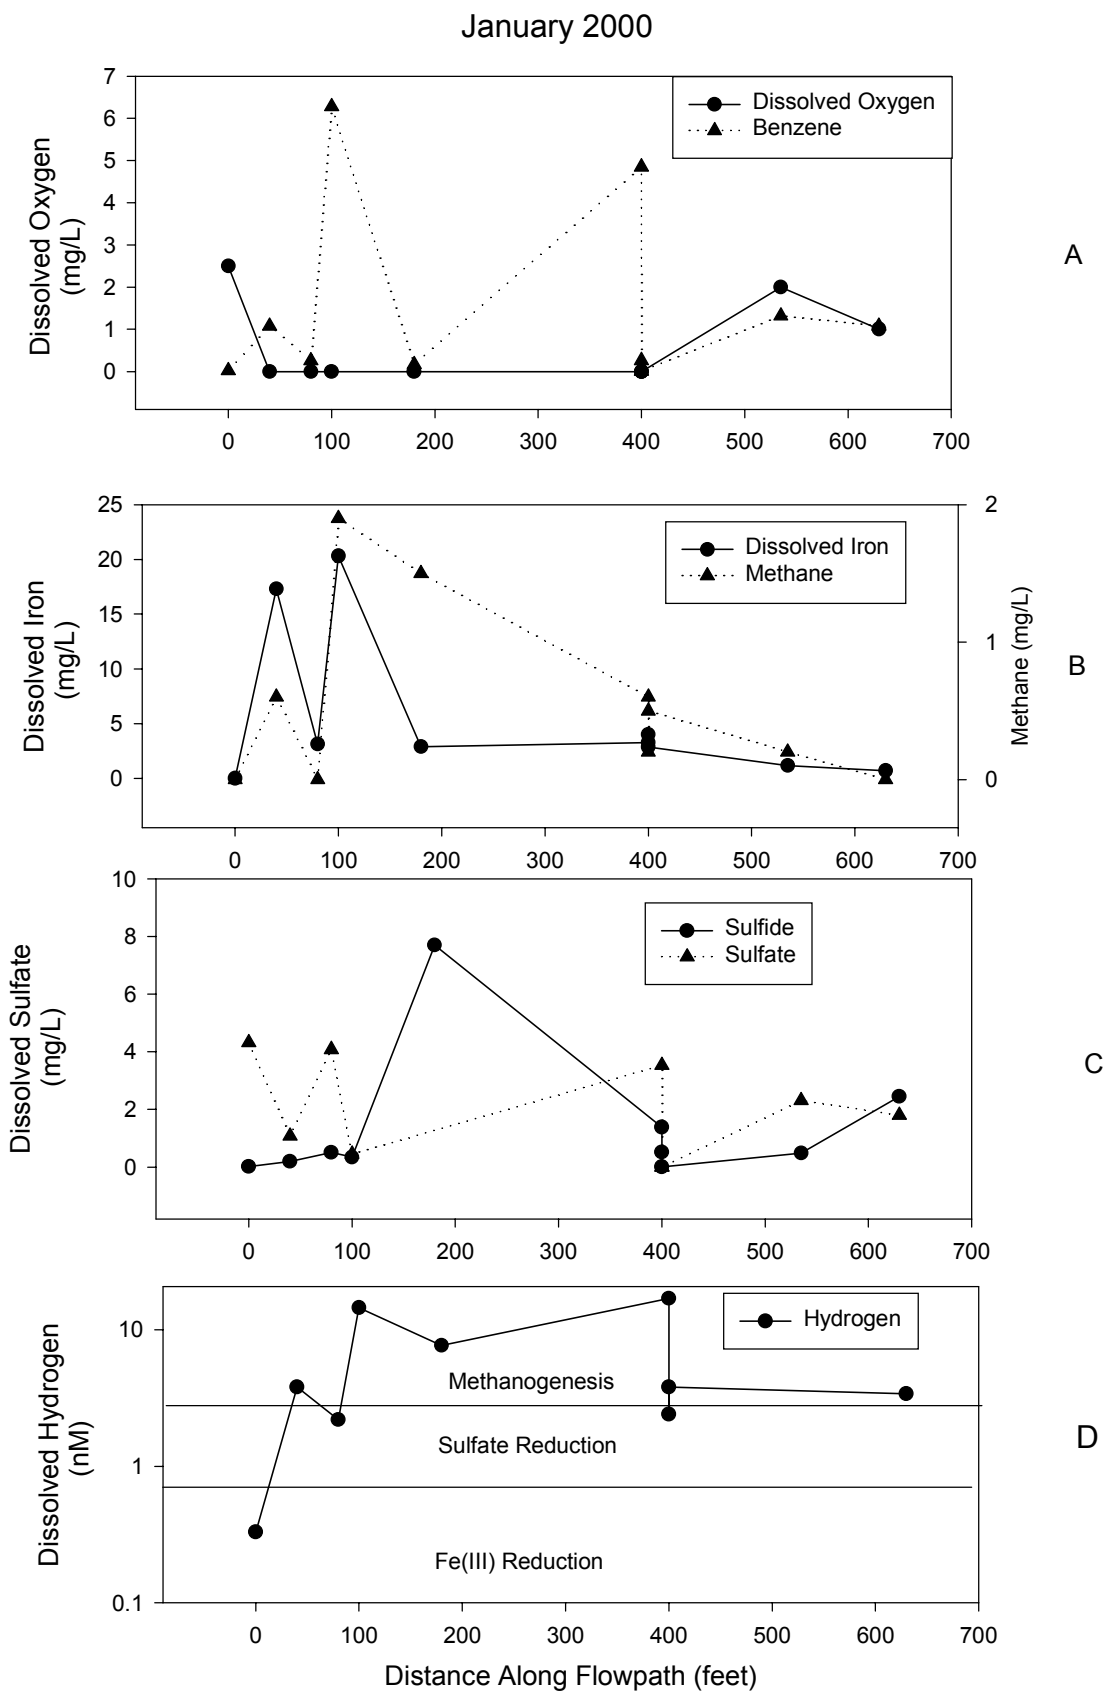 January 2000
7
6
5
4
3
2
1
0
Dissolved Oxygen
(mg/L)
Dissolved Oxygen
Benzene
A
0 100 200 300 400 500 600 700
25
20
15
10
5
0
Dissolved Iron
(mg/L)
Dissolved Iron
Methane
2
1
0
Methane (mg/L)
B
0 100 200 300 400 500 600 700
10
8
6
4
2
0
Dissolved Sulfate
(mg/L)
Sulfide
Sulfate
C
0 100 200 300 400 500 600 700
10
1
0.1
Dissolved Hydrogen
(nM)
Hydrogen
Methanogenesis
Sulfate Reduction
Fe(III) Reduction
D
0 100 200 300 400 500 600 700
Distance Along Flowpath (feet)